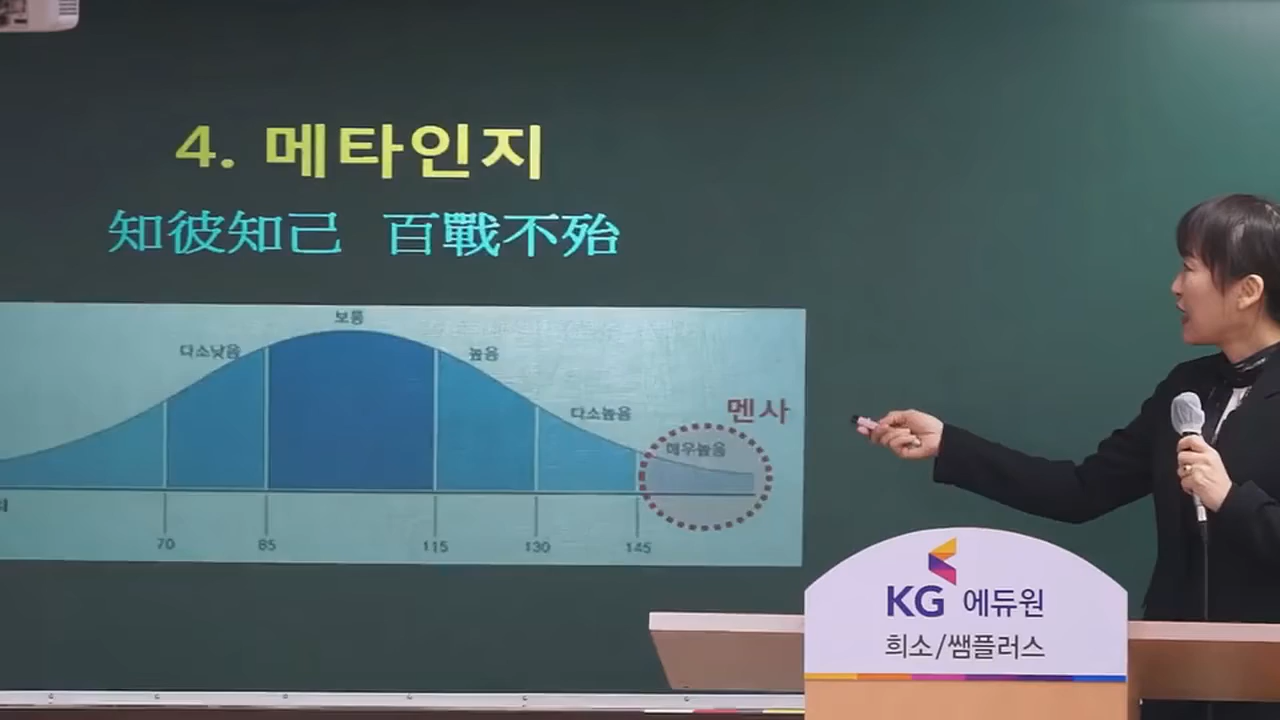 4. 메타인지
知彼知己 百戰不殆
보통
다소낮음
높음
다소높음
멘사
매우높음
70 85 115 130 145
KG 에듀원
희소/쌤플러스